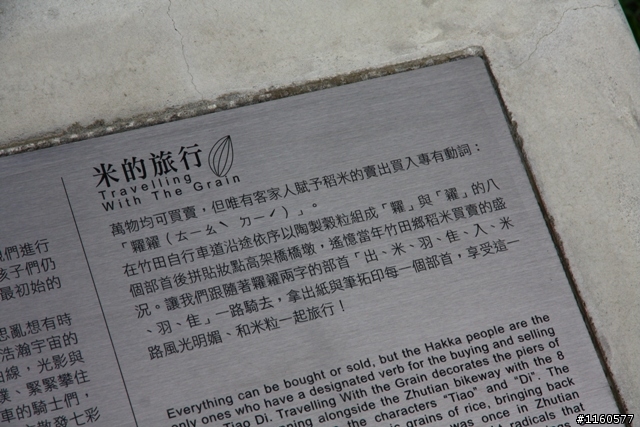 米的旅行
Travelling
With The Grain
萬物均可買賣，但唯有客家人賦予稻米的賣出買入專有動詞：
「糶糴（ㄊㄧㄠˋ ㄉㄧˊ）」。
在竹田自行車道沿途依序以陶製穀粒組成「糶」與「糴」的八
個部首後拼貼妝點高架橋橋墩，遙憶當年竹田鄉稻米買賣的盛
況。讓我們跟隨著糶糴兩字的部首「出、米、羽、隹、入、米
、羽、隹」一路騎去，拿出紙與筆拓印每一個部首，享受這一
路風光明媚、和米粒一起旅行！
Everything can be bought or sold, but the Hakka people are the
only ones who have a designated verb for the buying and selling
Tiao Di. Travelling With the Grain decorates the piers of
alongside the Zhutian bikeway with the 8
the characters "Tiao" and "Di". The
grains of rice, bringing back
was once in Zhutian
radicals that
們進行
孩子們仍
最初始的
思亂想有時
浩瀚宇宙的
線，光影與
、緊緊攀住
車的騎士們，
散發七彩
#1160577